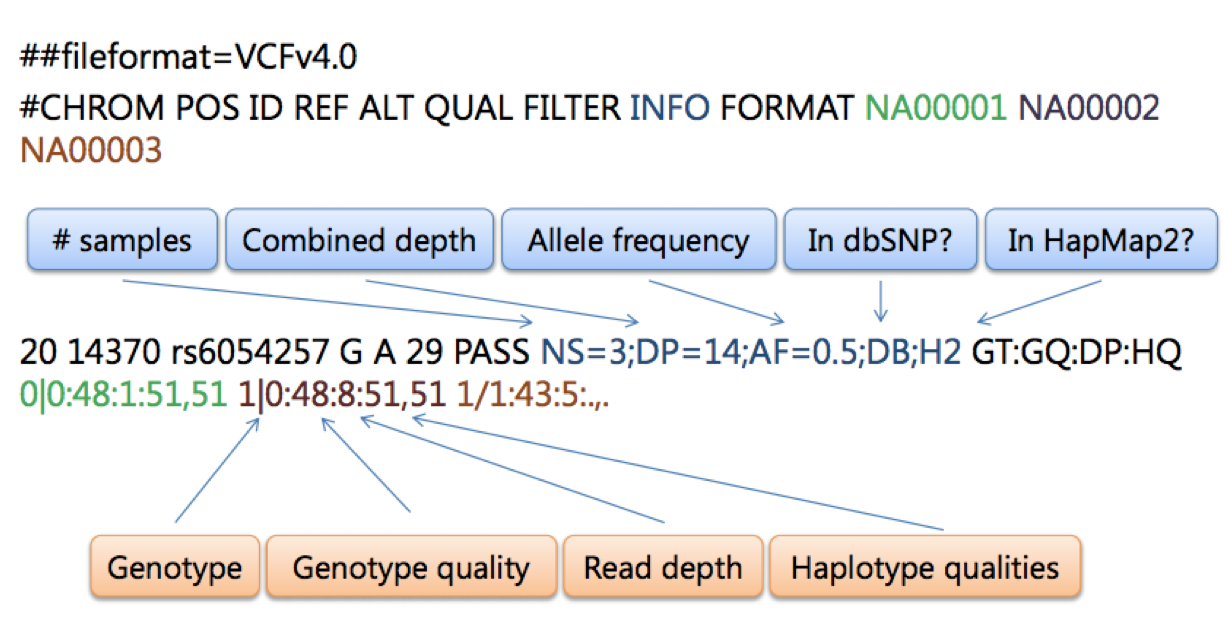 ##fileformat=VCFv4.0
#CHROM POS ID REF ALT QUAL FILTER INFO FORMAT NA00001 NA00002
NA00003
# samples Combined depth Allele frequency In dbSNP? In HapMap2?
20 14370 rs6054257 G A 29 PASS NS=3;DP=14;AF=0.5;DB;H2 GT:GQ:DP:HQ
0|0:48:1:51,51 1|0:48:8:51,51 1/1:43:5:.,.
Genotype Genotype quality Read depth Haplotype qualities